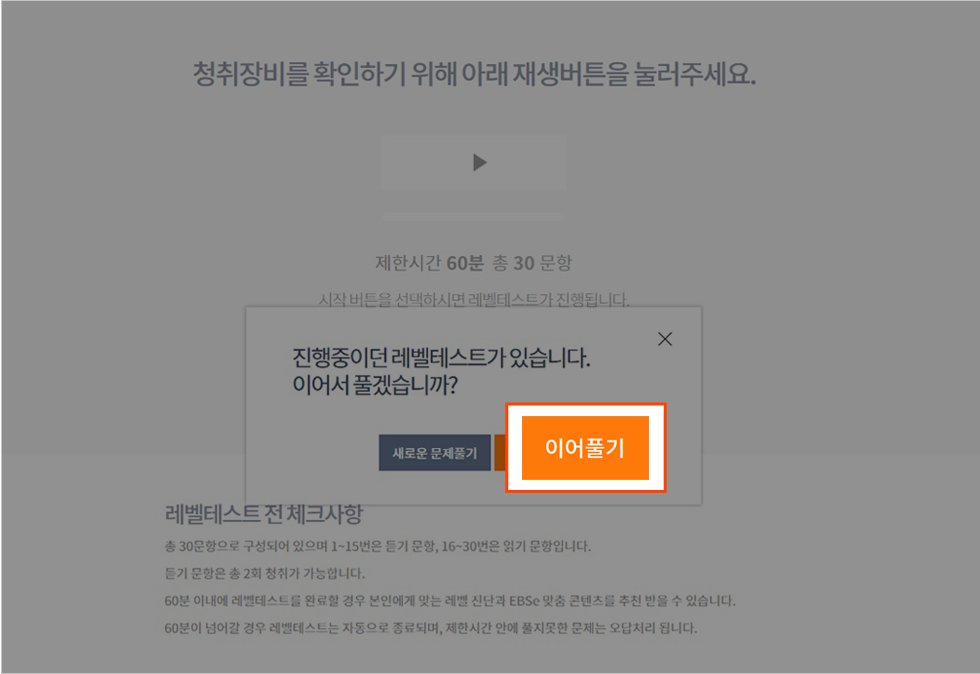 청취장비를 확인하기 위해 아래 재생버튼을 눌러주세요.
제한시간 60분 총 30 문항
시작 버튼을 선택하시면 레벨테스트가 진행됩니다.
진행중이던 레벨테스트가 있습니다.
이어서 풀겠습니까?
새로운 문제풀기
이어풀기
레벨테스트 전 체크사항
총 30문항으로 구성되어 있으며 1~15번은 듣기 문항, 16~30번은 읽기 문항입니다.
듣기 문항은 총 2회 청취가 가능합니다.
60분 이내에 레벨테스트를 완료할 경우 본인에게 맞는 레벨 진단과 EBSe 맞춤 콘텐츠를 추천 받을 수 있습니다.
60분이 넘어갈 경우 레벨테스트는 자동으로 종료되며, 제한시간 안에 풀지못한 문제는 오답처리 됩니다.